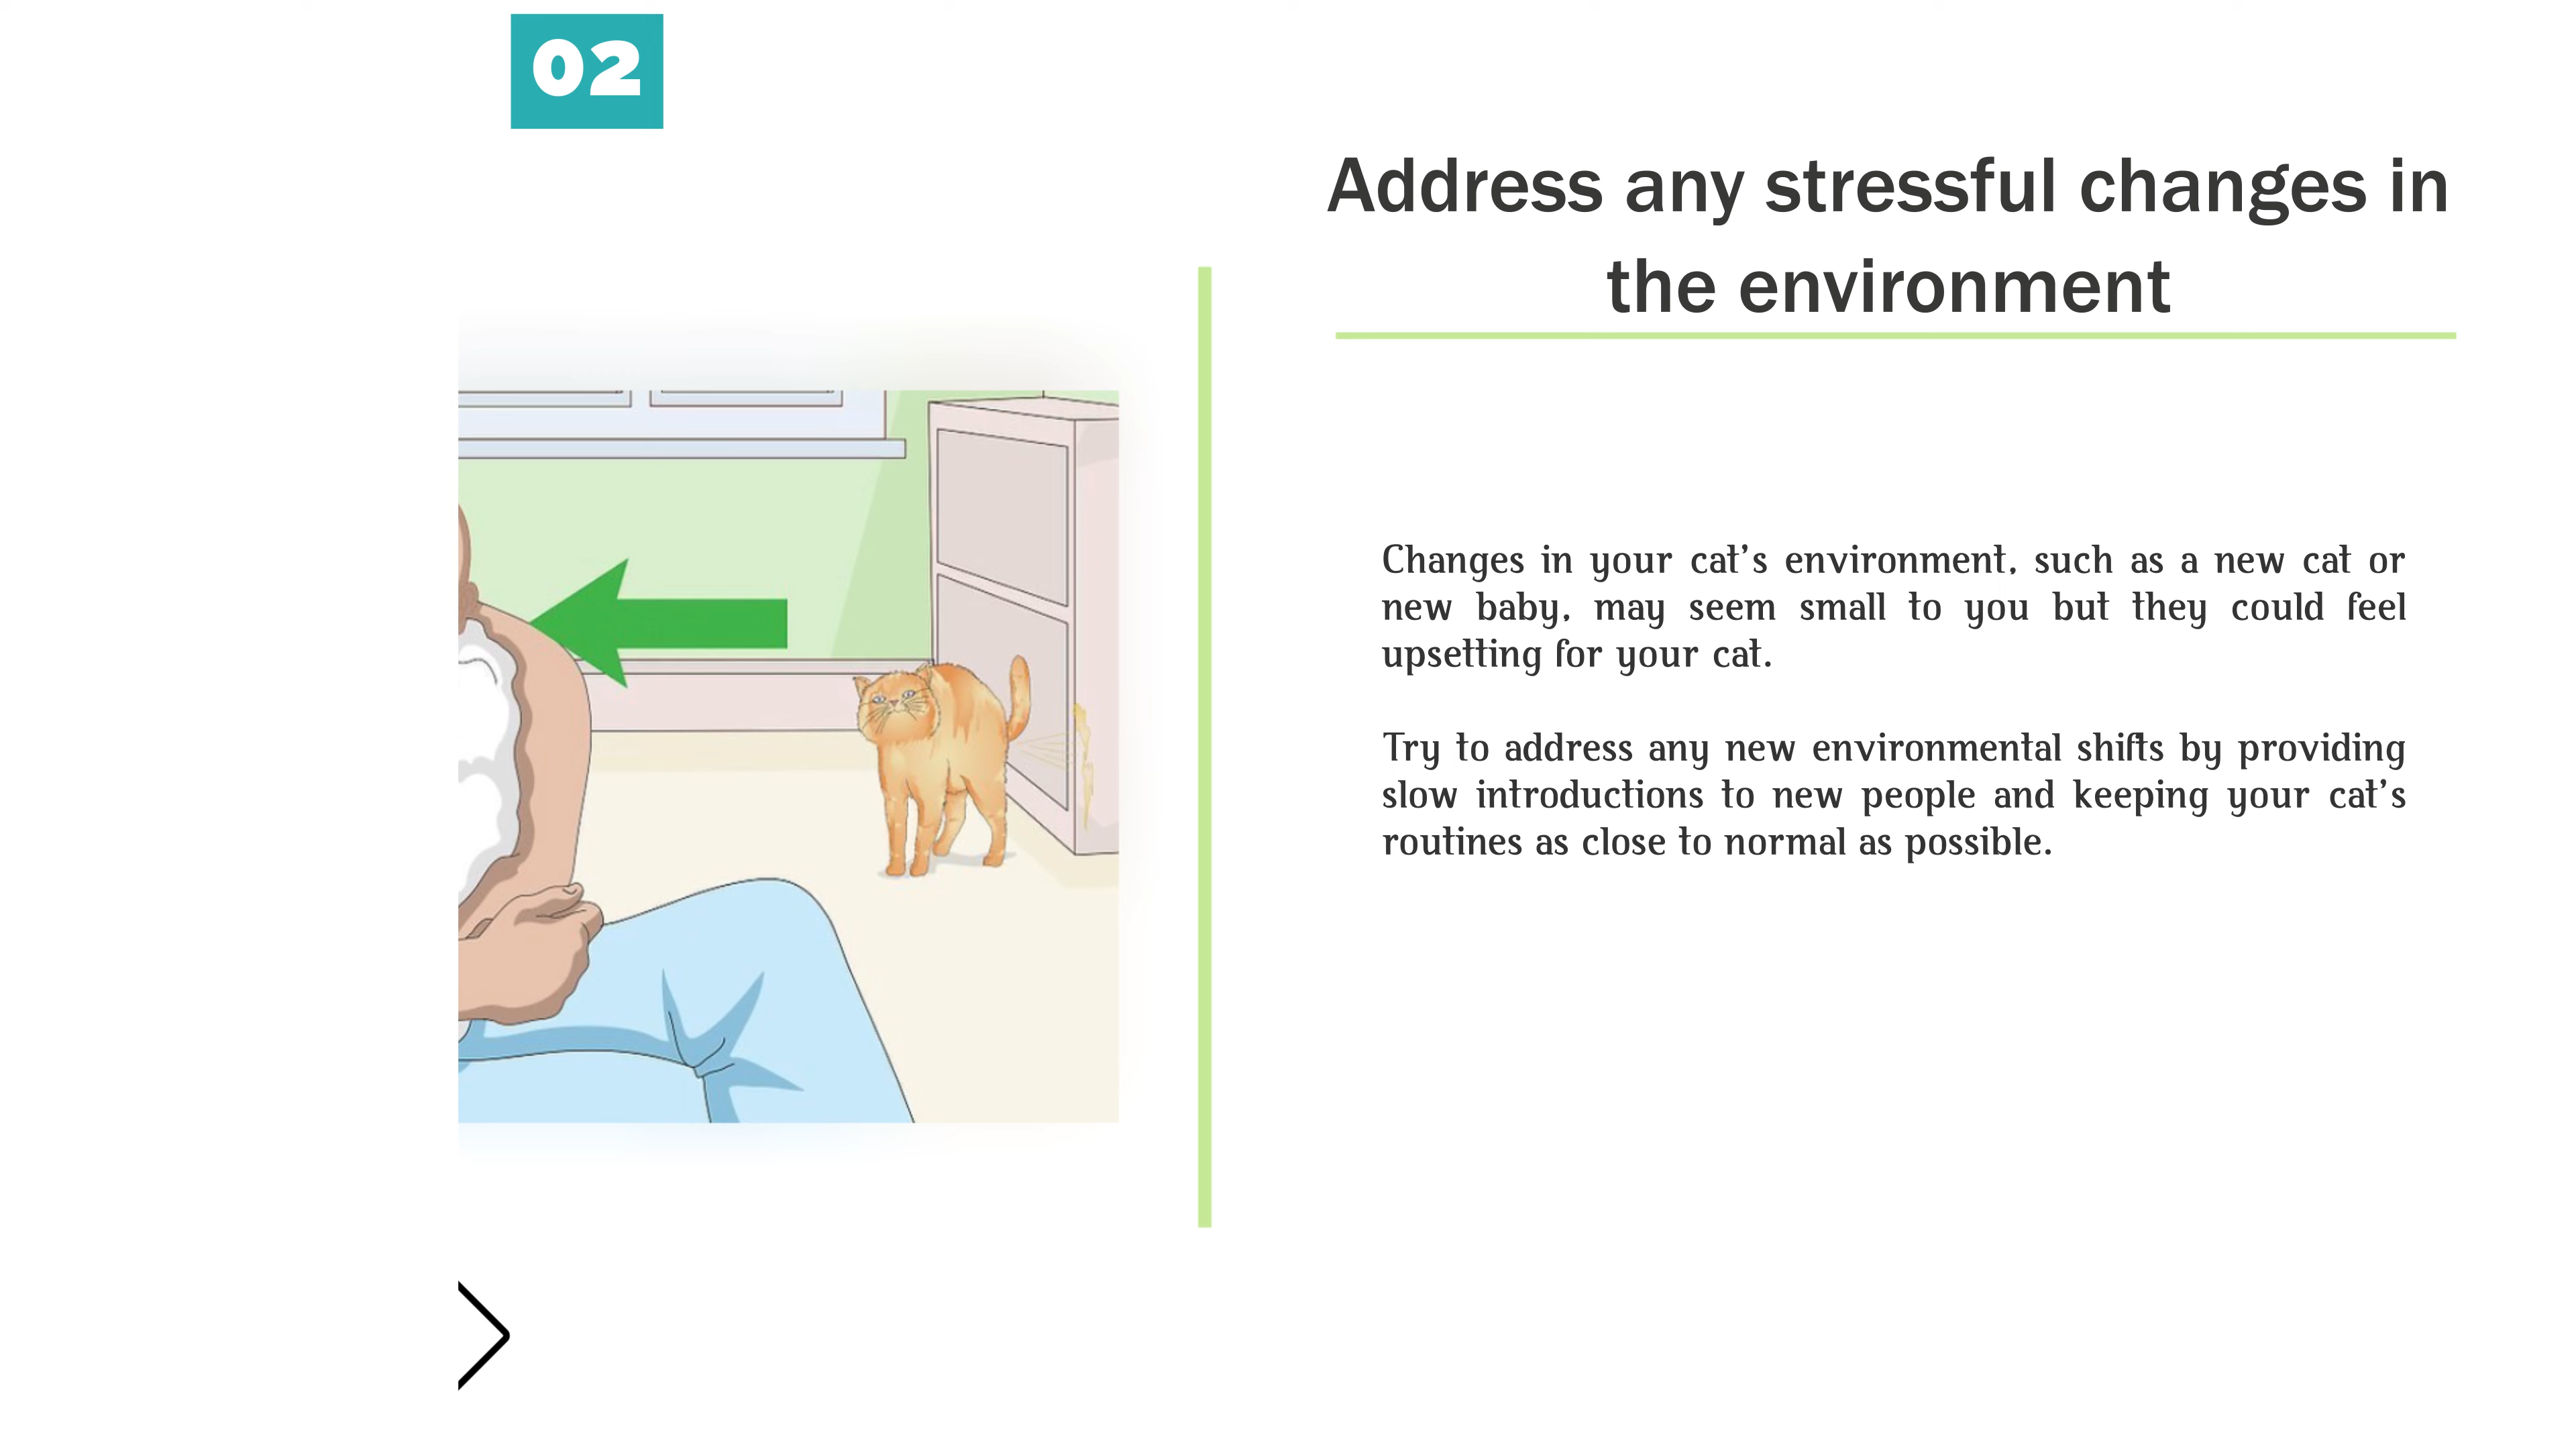 02
Address any stressful changes in
the environment
Changes in your cat's environment, such as a new cat or
new baby, may seem small to you but they could feel
upsetting for your cat.
Try to address any new environmental shifts by providing
slow introductions to new people and keeping your cat's
routines as close to normal as possible.